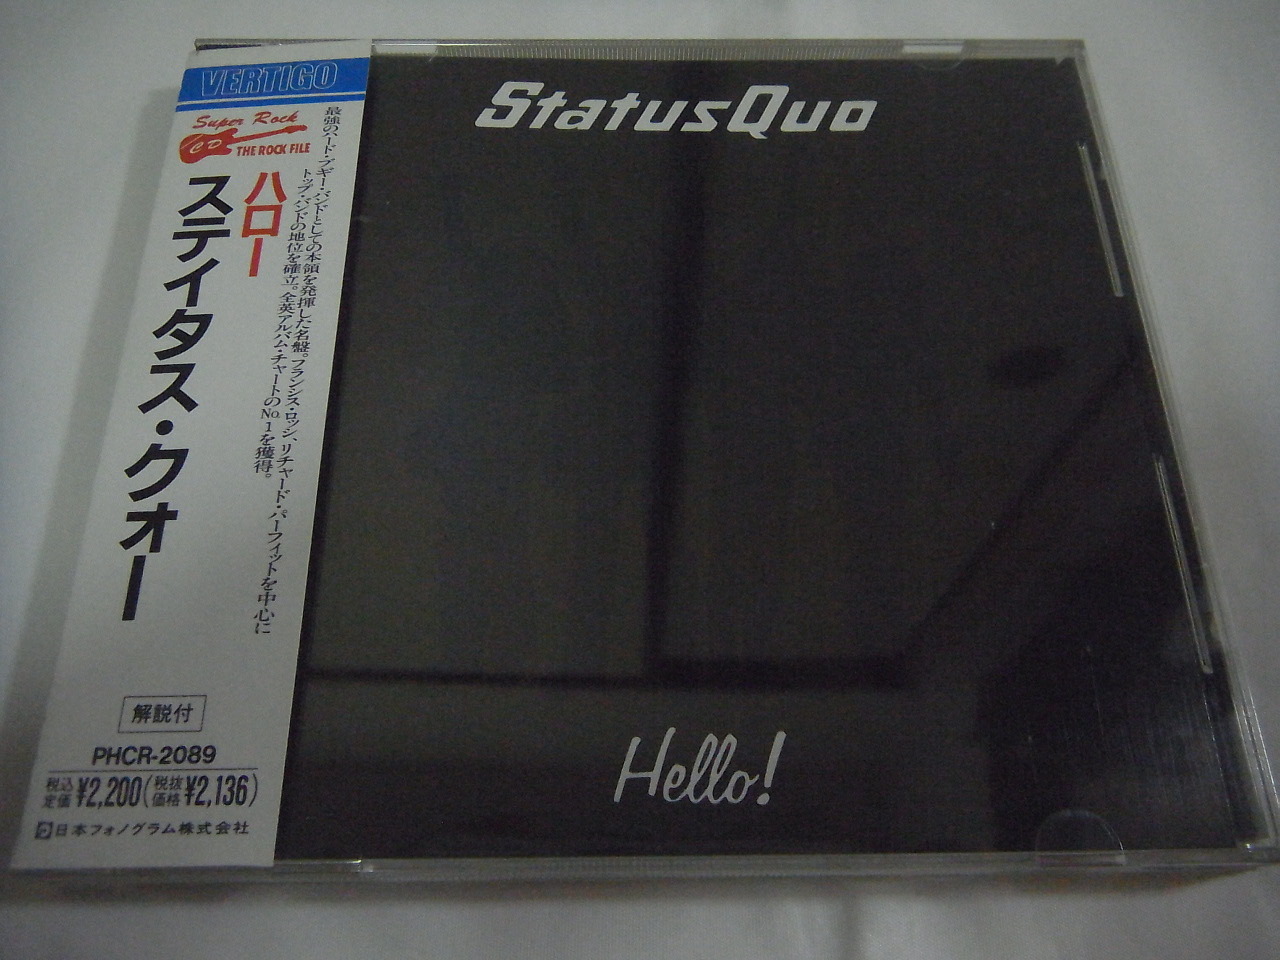 VERTIGO
Super Rock
CD
THE ROCK FILE
最強のハード・ブギー・バンドとしての本領を発揮した名盤。フランシス・ロッシ、リチャード・パーフィットを中心に
トップ・バンドの地位を確立。全英アルバム・チャートのNo.1を獲得。
ハロー
ステイタス・クォー
解説付
PHCR-2089
税込定価¥2,200(税抜価格¥2,136)
日本フォノグラム株式会社
StatusQuo
Hello!